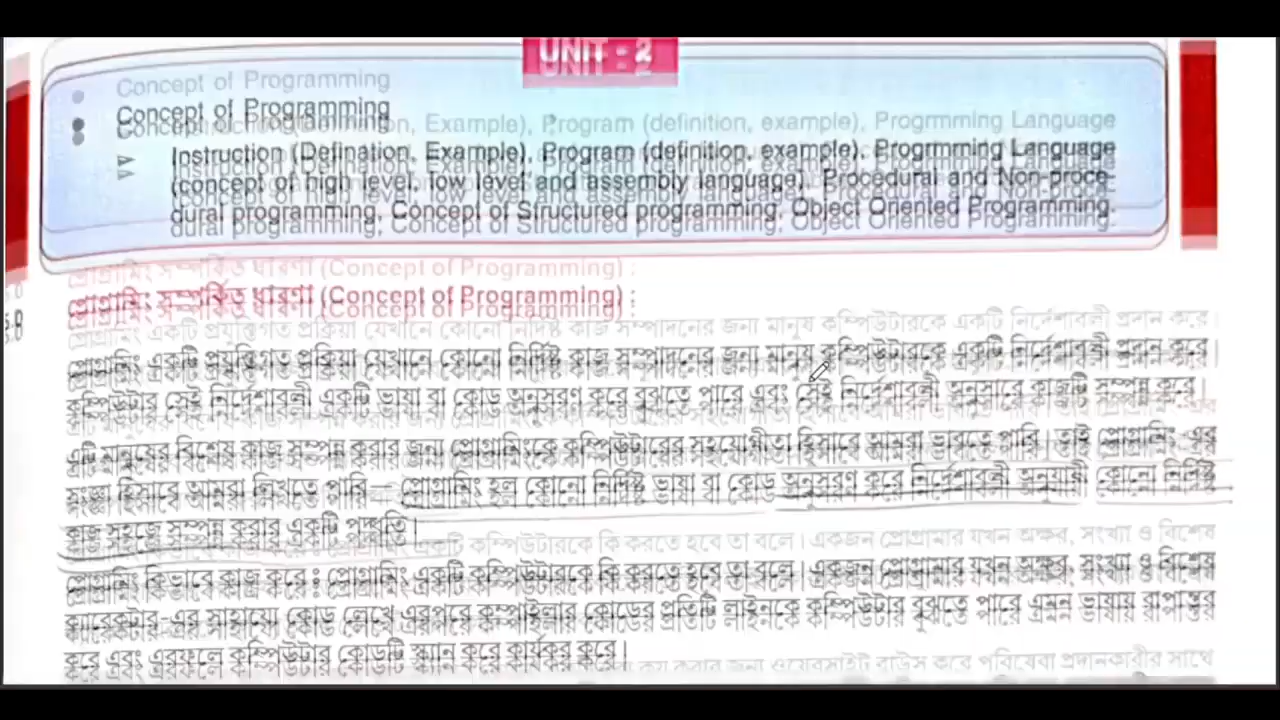 UNIT : 2
Concept of Programming
Instruction (Defination, Example), Program (definition, example), Progrmming Language
(concept of high level, low level and assembly language), Procedural and Non-proce-
dural programming, Concept of Structured programming, Object Oriented Programming.
প্রোগ্রামিং সম্পর্কিত ধারণা (Concept of Programming) :
প্রোগ্রামিং একটি প্রযুক্তিগত প্রক্রিয়া যেখানে কোনো নির্দিষ্ট কাজ সম্পাদনের জন্য মানুষ কম্পিউটারকে একটি নির্দেশাবলী প্রদান করে।
কম্পিউটার সেই নির্দেশাবলী একটি ভাষা বা কোড অনুসরণ করে বুঝতে পারে এবং সেই নির্দেশাবলী অনুসারে কাজটি সম্পন্ন করে।
এটি মানুষের বিশেষ কাজ সম্পন্ন করার জন্য প্রোগ্রামিংকে কম্পিউটারের সহযোগীতা হিসাবে আমরা ভাবতে পারি। তাই প্রোগ্রামিং এর
সংজ্ঞা হিসাবে আমরা লিখতে পারি — প্রোগ্রামিং হল কোনো নির্দিষ্ট ভাষা বা কোড অনুসরণ করে নির্দেশাবলী অনুযায়ী কোনো নির্দিষ্ট
কাজ সহজে সম্পন্ন করার একটি পদ্ধতি।
প্রোগ্রামিং কিভাবে কাজ করে : প্রোগ্রামিং একটি কম্পিউটারকে কি করতে হবে তা বলে। একজন প্রোগ্রামার যখন অক্ষর, সংখ্যা ও বিশেষ
ক্যারেকটার -এর সাহায্যে কোড লেখে এরপরে কম্পাইলার কোডের প্রতিটি লাইনকে কম্পিউটার বুঝতে পারে এমন ভাষায় রূপান্তর
করে এবং এরফলে কম্পিউটার কোডটি স্ক্যান করে কার্যকর করে।